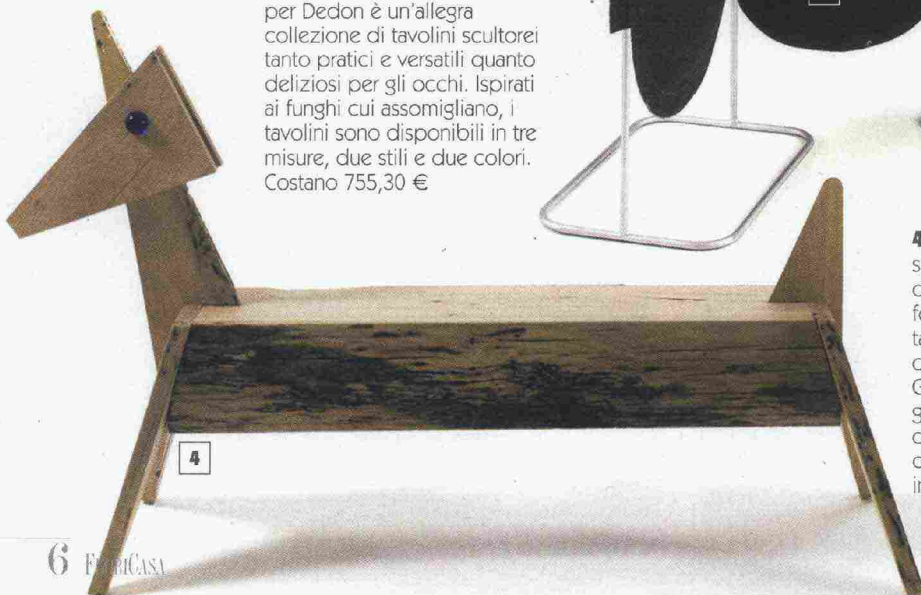 per Dedon è un'allegra
collezione di tavolini scultorei
tanto pratici e versatili quanto
deliziosi per gli occhi. Ispirati
ai funghi cui assomigliano, i
tavolini sono disponibili in tre
misure, due stili e due colori.
Costano 755,30 €
4
4
6